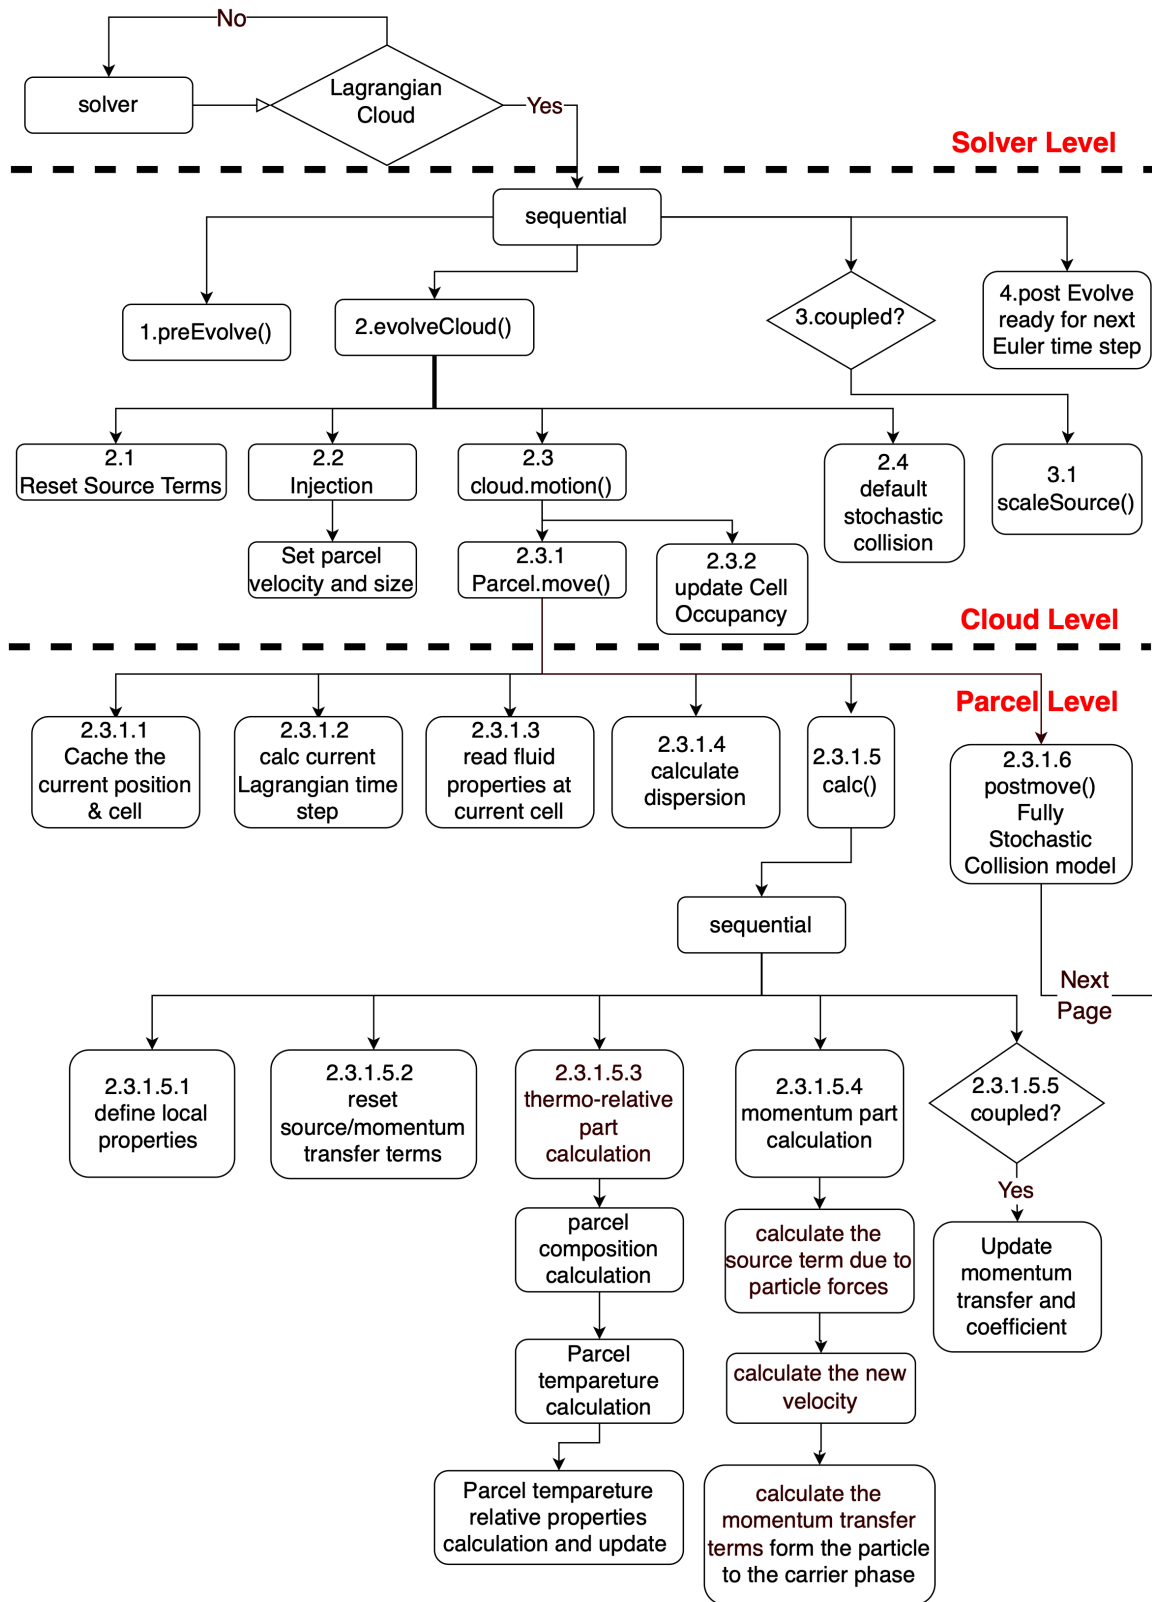 No
solver
Lagrangian
Cloud
Yes
Solver Level
sequential
1.preEvolve()
2.evolveCloud()
3.coupled?
4.post Evolve
ready for next
Euler time step
2.1
Reset Source Terms
2.2
Injection
2.3
cloud.motion()
2.4
default
stochastic
collision
3.1
scaleSource()
Set parcel
velocity and size
2.3.1
Parcel.move()
2.3.2
update Cell
Occupancy
Cloud Level
Parcel Level
2.3.1.1
Cache the
current position
& cell
2.3.1.2
calc current
Lagrangian time
step
2.3.1.3
read fluid
properties at
current cell
2.3.1.4
calculate
dispersion
2.3.1.5
calc()
2.3.1.6
postmove()
Fully
Stochastic
Collision model
sequential
Next
Page
2.3.1.5.1
define local
properties
2.3.1.5.2
reset
source/momentum
transfer terms
2.3.1.5.3
thermo-relative
part
calculation
2.3.1.5.4
momentum part
calculation
2.3.1.5.5
coupled?
Yes
parcel
composition
calculation
calculate the
source term due to
particle forces
Update
momentum
transfer and
coefficient
Parcel
tempareture
calculation
calculate the new
velocity
Parcel tempareture
relative properties
calculation and update
calculate the
momentum transfer
terms form the particle
to the carrier phase